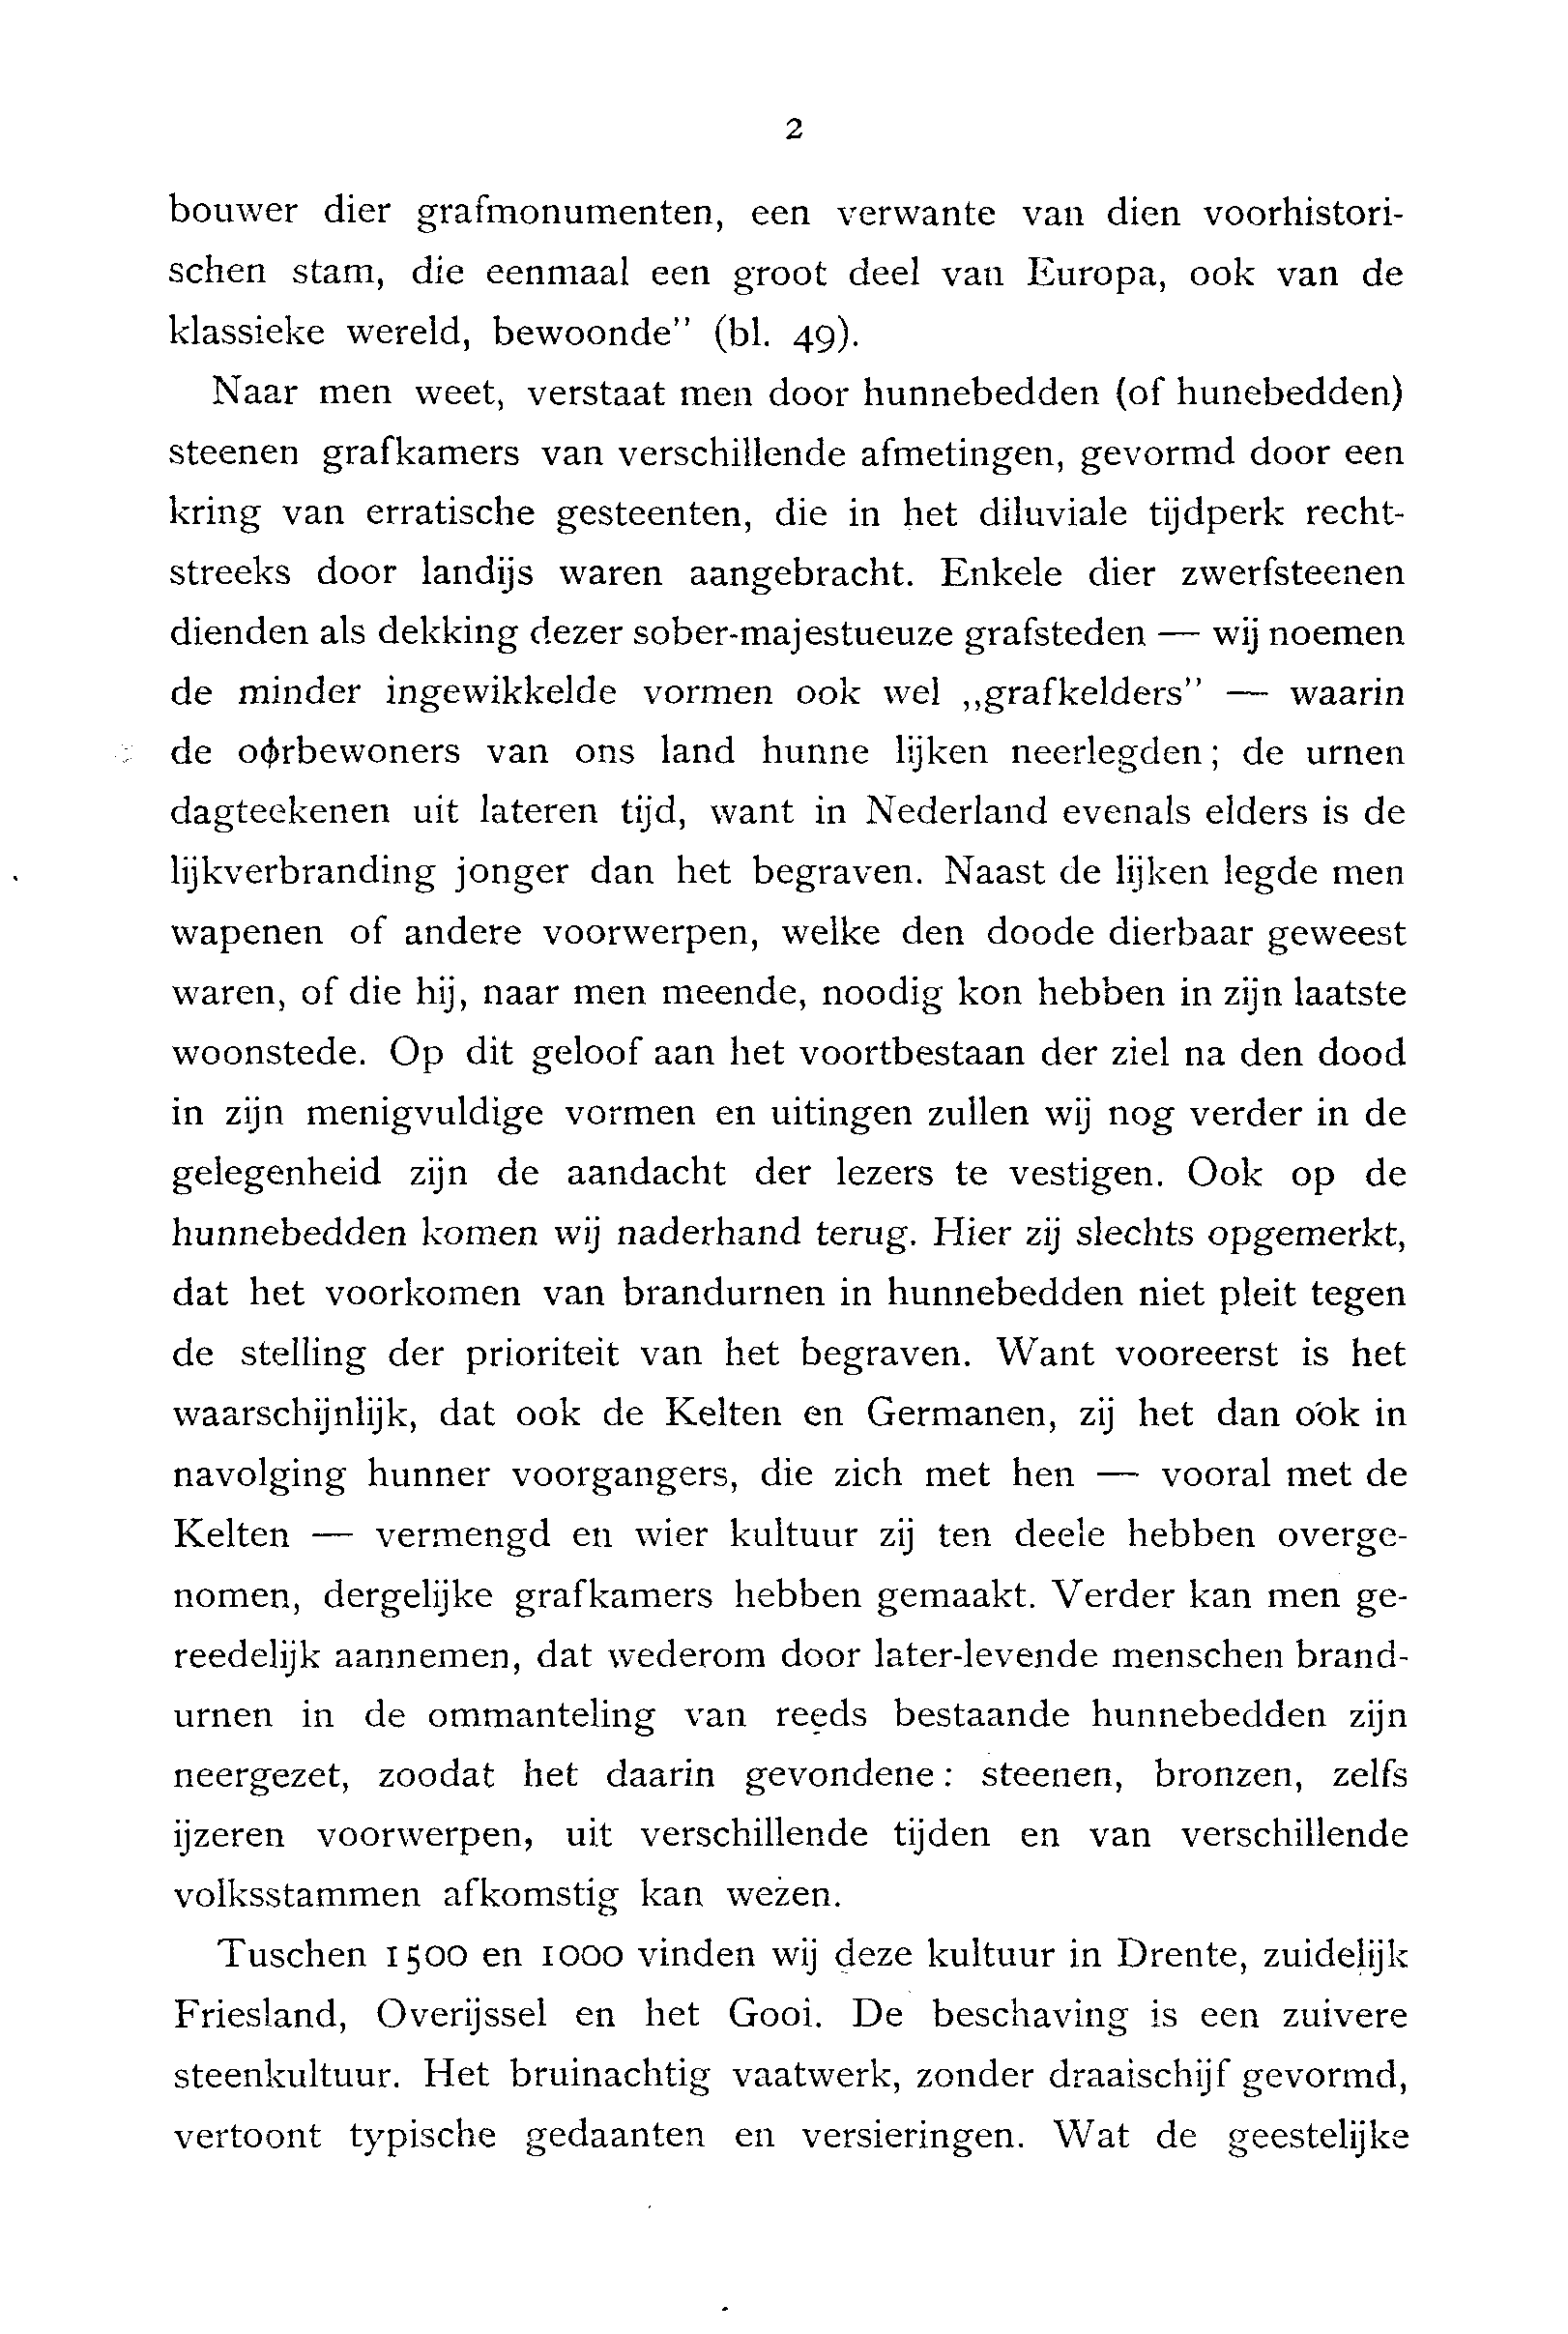 2
bouwer dier grafmonumenten, een verwante van dien voorhistori-
schen stam, die eenmaal een groot deel van Europa, ook van de
klassieke wereld, bewoonde” (bl. 49).
Naar men weet, verstaat men door hunnebedden (of hunebedden)
steenen grafkamers van verschillende afmetingen, gevormd door een
kring van erratische gesteenten, die in het diluviale tijdperk recht-
streeks door landijs waren aangebracht. Enkele dier zwerfsteenen
dienden als dekking dezer sober-majestueuze grafsteden — wij noemen
de minder ingewikkelde vormen ook wel „grafkelders” — waarin
de oorbewoners van ons land hunne lijken neerlegden; de urnen
dagteekenen uit lateren tijd, want in Nederland evenals elders is de
lijkverbranding jonger dan het begraven. Naast de lijken legde men
wapenen of andere voorwerpen, welke den doode dierbaar geweest
waren, of die hij, naar men meende, noodig kon hebben in zijn laatste
woonstede. Op dit geloof aan het voortbestaan der ziel na den dood
in zijn menigvuldige vormen en uitingen zullen wij nog verder in de
gelegenheid zijn de aandacht der lezers te vestigen. Ook op de
hunnebedden komen wij naderhand terug. Hier zij slechts opgemerkt,
dat het voorkomen van brandurnen in hunnebedden niet pleit tegen
de stelling der prioriteit van het begraven. Want vooreerst is het
waarschijnlijk, dat ook de Kelten en Germanen, zij het dan ook in
navolging hunner voorgangers, die zich met hen — vooral met de
Kelten — vermengd en wier kultuur zij ten deele hebben overge-
nomen, dergelijke grafkamers hebben gemaakt. Verder kan men ge-
reedelijk aannemen, dat wederom door later-levende menschen brand-
urnen in de ommanteling van reeds bestaande hunnebedden zijn
neergezet, zoodat het daarin gevondene: steenen, bronzen, zelfs
ijzeren voorwerpen, uit verschillende tijden en van verschillende
volksstammen afkomstig kan wezen.
Tuschen 1500 en 1000 vinden wij deze kultuur in Drente, zuidelijk
Friesland, Overijssel en het Gooi. De beschaving is een zuivere
steenkultuur. Het bruinachtig vaatwerk, zonder draaischijf gevormd,
vertoont typische gedaanten en versieringen. Wat de geestelijke